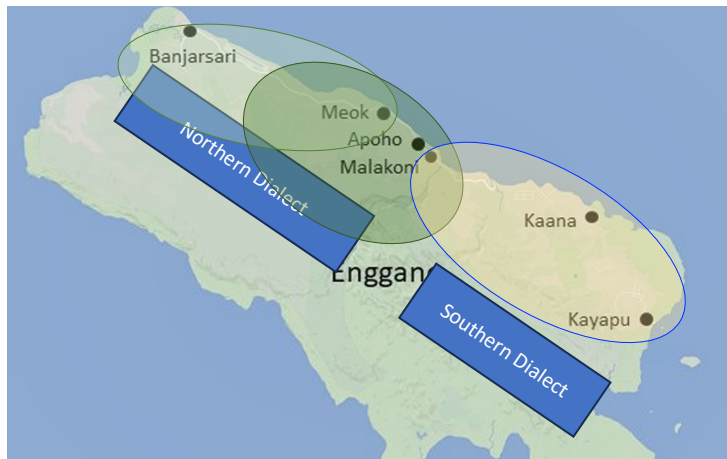 Banjarsari
Meok
Apoho
Malakoni
Northern Dialect
Kaana
Enggano
Kayapu
Southern Dialect